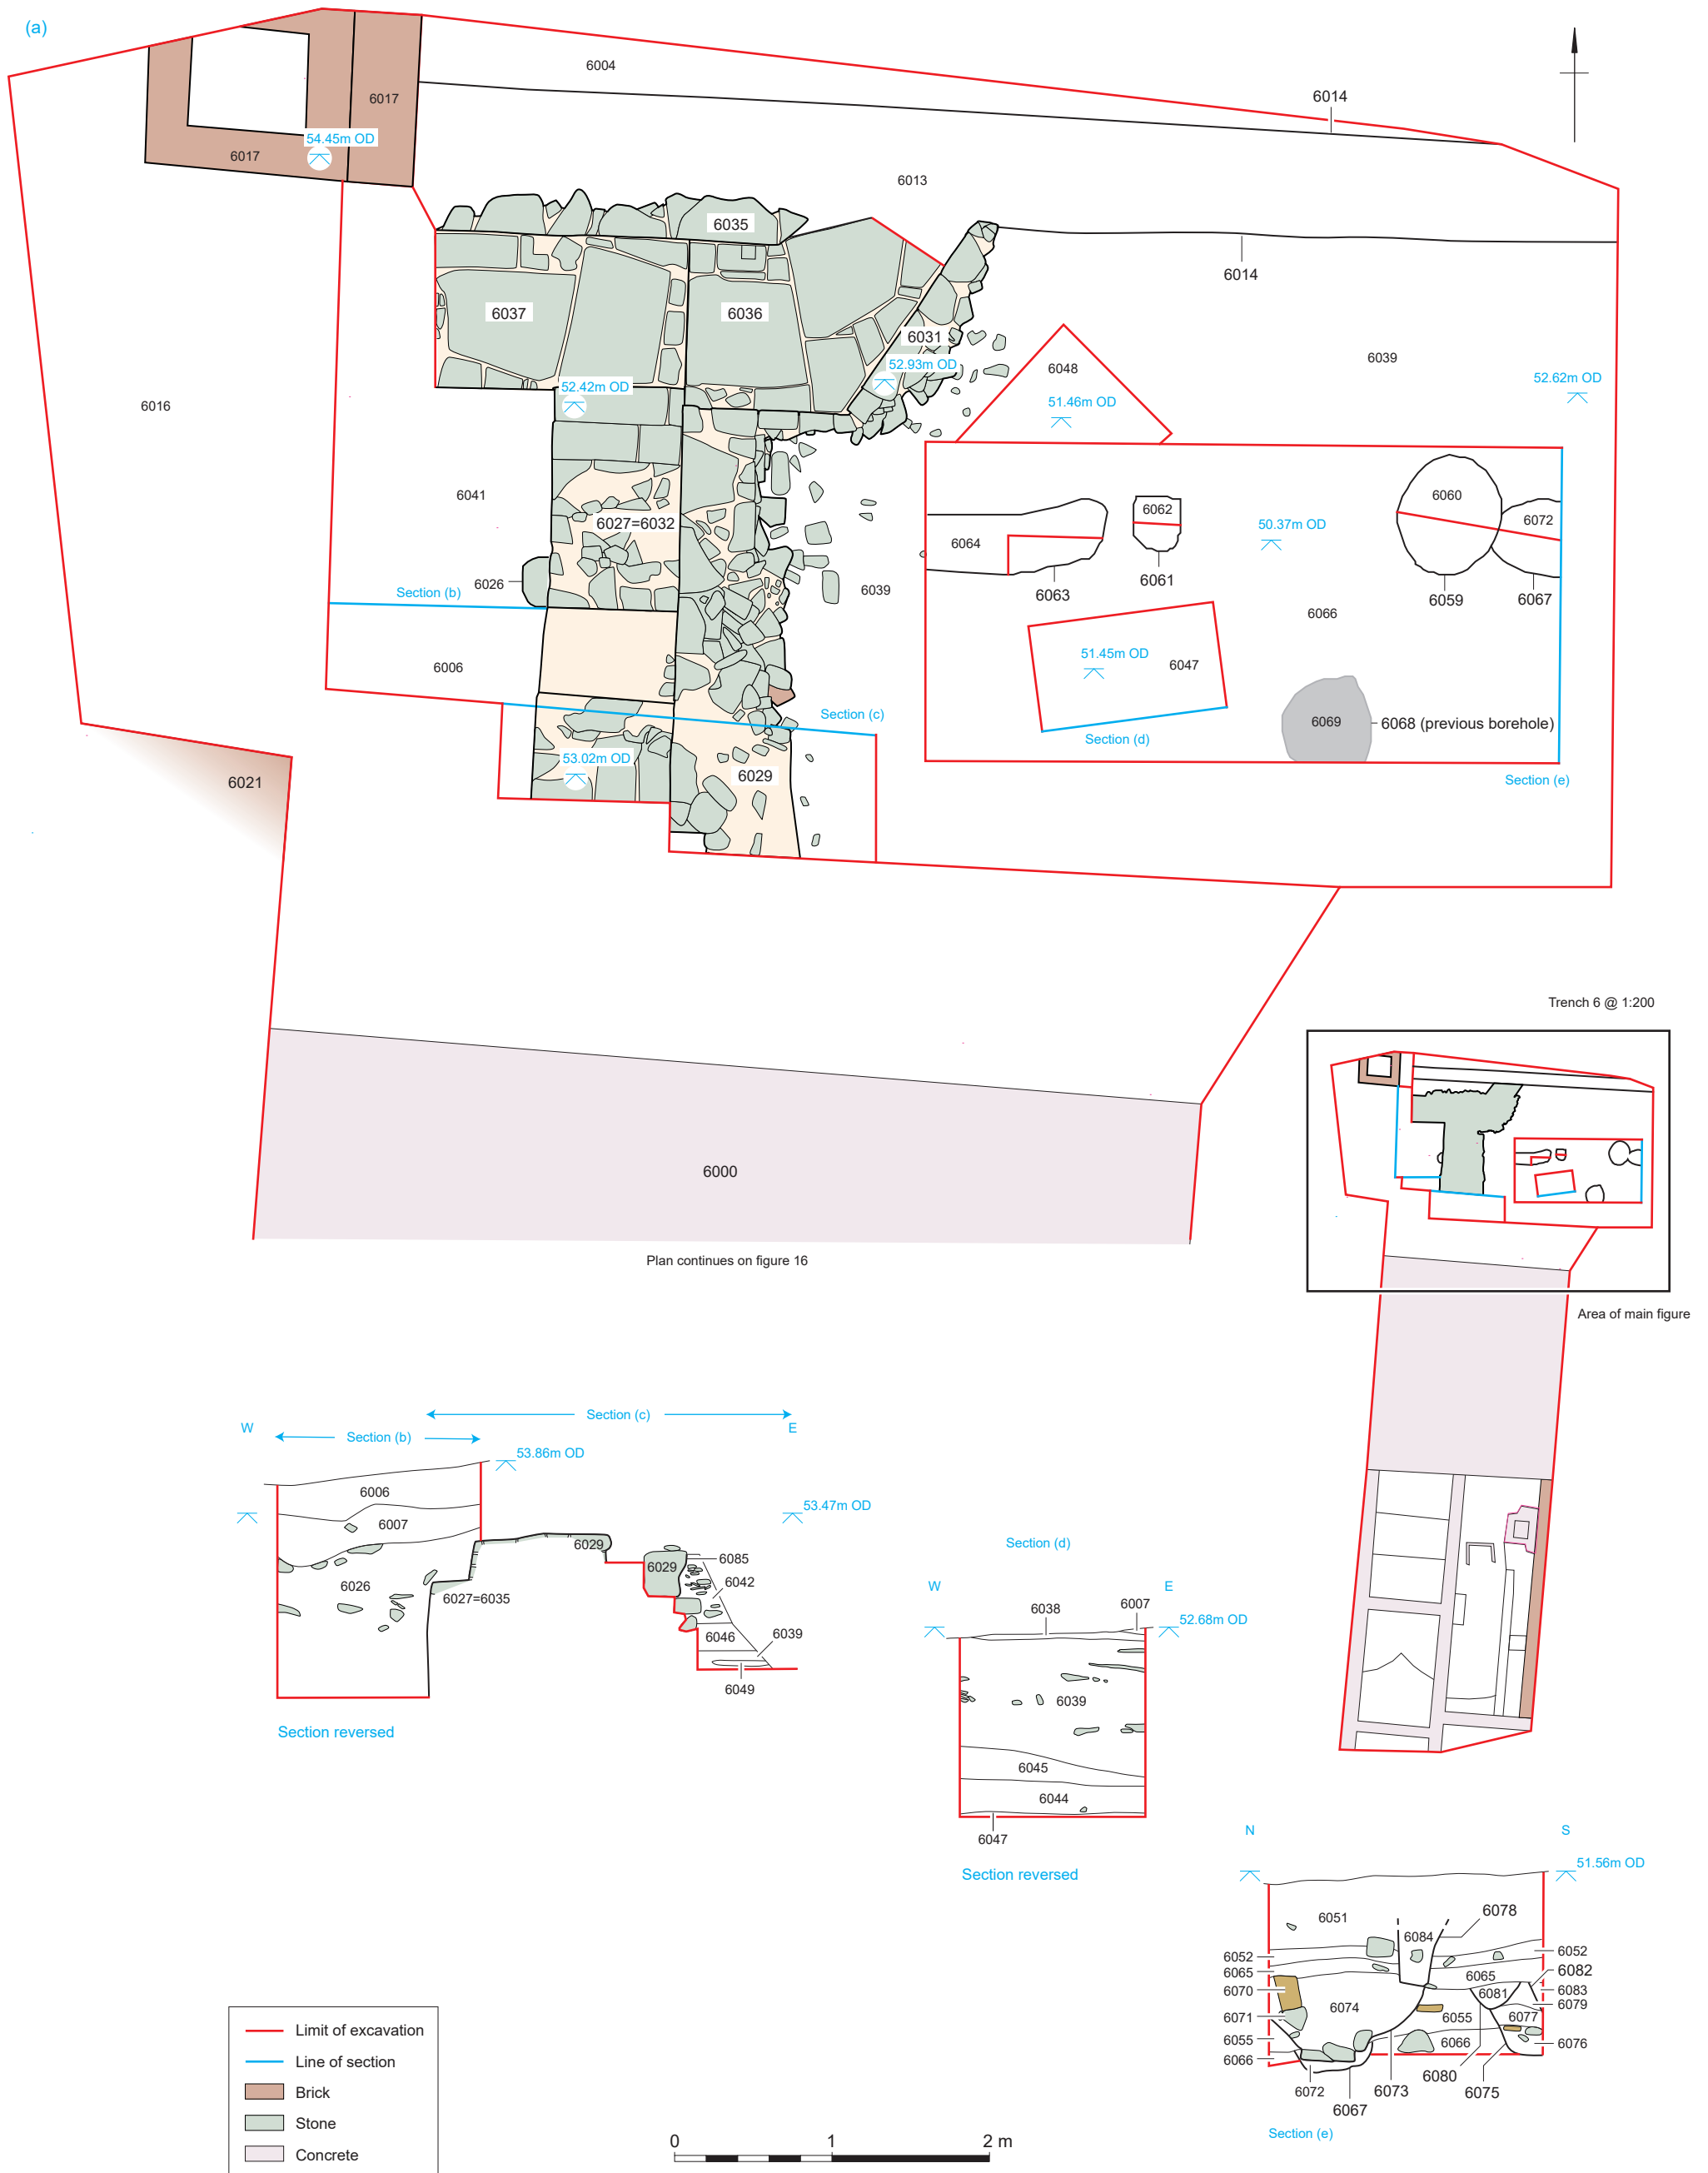 (a)
6004
6014
6017
6017
54.45m OD
6013
6035
6014
6037
6036
6031
52.93m OD
6048
6039
52.62m OD
51.46m OD
52.42m OD
6016
6041
6027=6032
6026
6039
Section (b)
6006
6064
6063
6062
6061
50.37m OD
6060
6072
6059
6067
6066
51.45m OD
6047
Section (d)
6069
6068 (previous borehole)
Section (e)
Section (c)
53.02m OD
6029
6021
6000
Plan continues on figure 16
Trench 6 @ 1:200
Area of main figure
Section (c)
W
E
Section (b)
53.86m OD
53.47m OD
6006
6007
6029
6029
6085
6026
6042
6027=6035
6046
6039
6049
Section reversed
Section (d)
W
E
6038
6007
52.68m OD
6039
6045
6044
6047
Section reversed
N
S
51.56m OD
6051
6078
6084
6052
6052
6065
6065
6082
6070
6081
6083
6074
6079
6071
6055
6077
6055
6066
6076
6066
6080
6072
6073
6075
6067
Section (e)
Limit of excavation
Line of section
Brick
Stone
Concrete
0
1
2 m